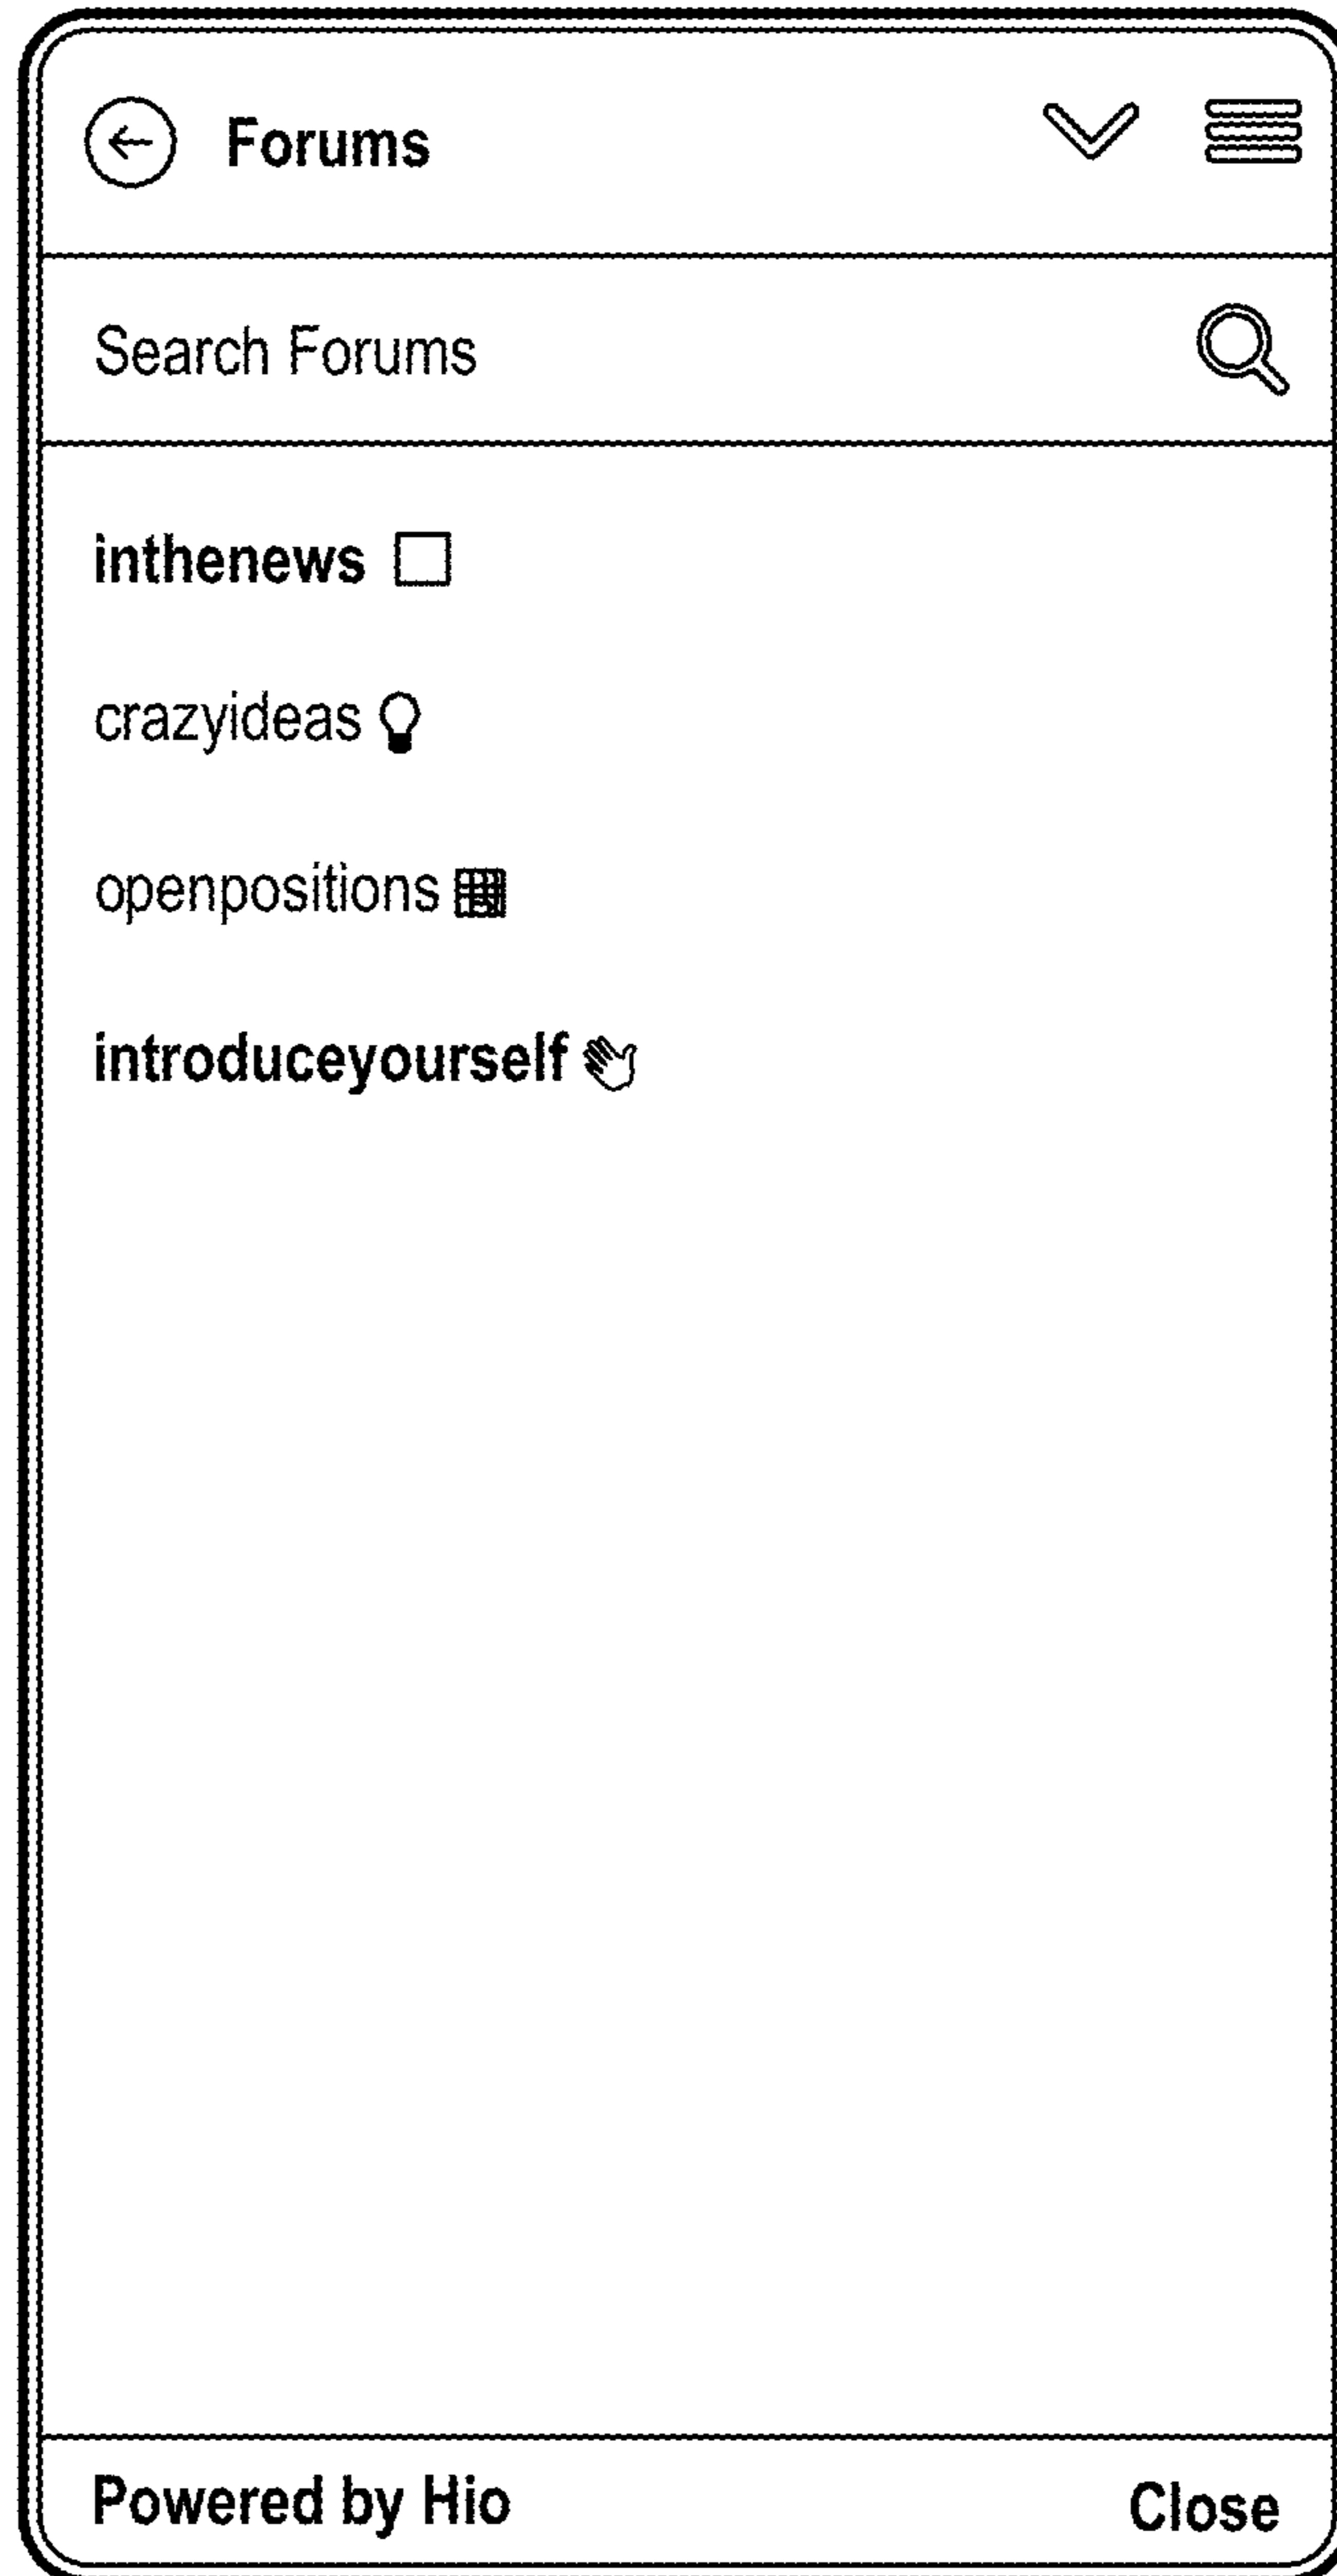 Forums
Search Forums
inthenews
crazyideas
openpositions
introduceyourself
Powered by Hio
Close